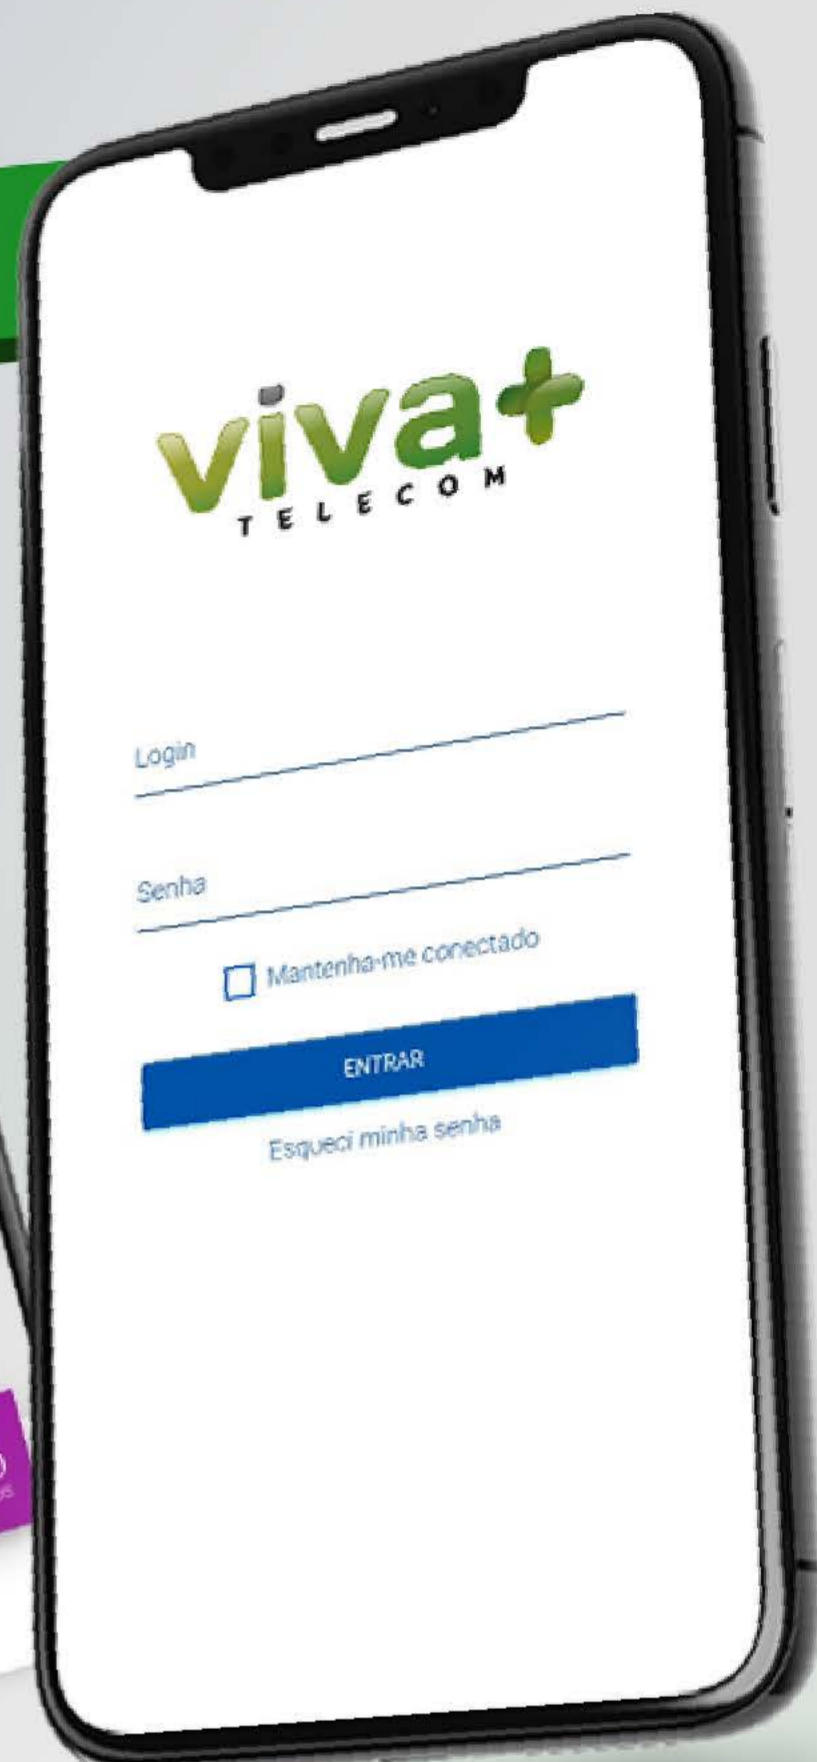 viva+
TELECOM
Login
Senha
Mantenha-me conectado
ENTRAR
Esqueci minha senha